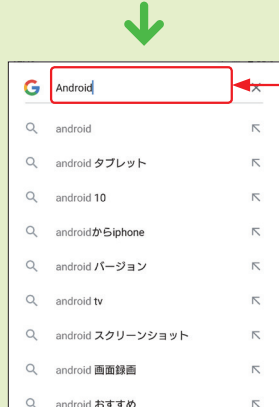 Android
android
android タブレット
android 10
androidからiphone
android バージョン
android tv
android スクリーンショット
android 画面録画
android おすすめ